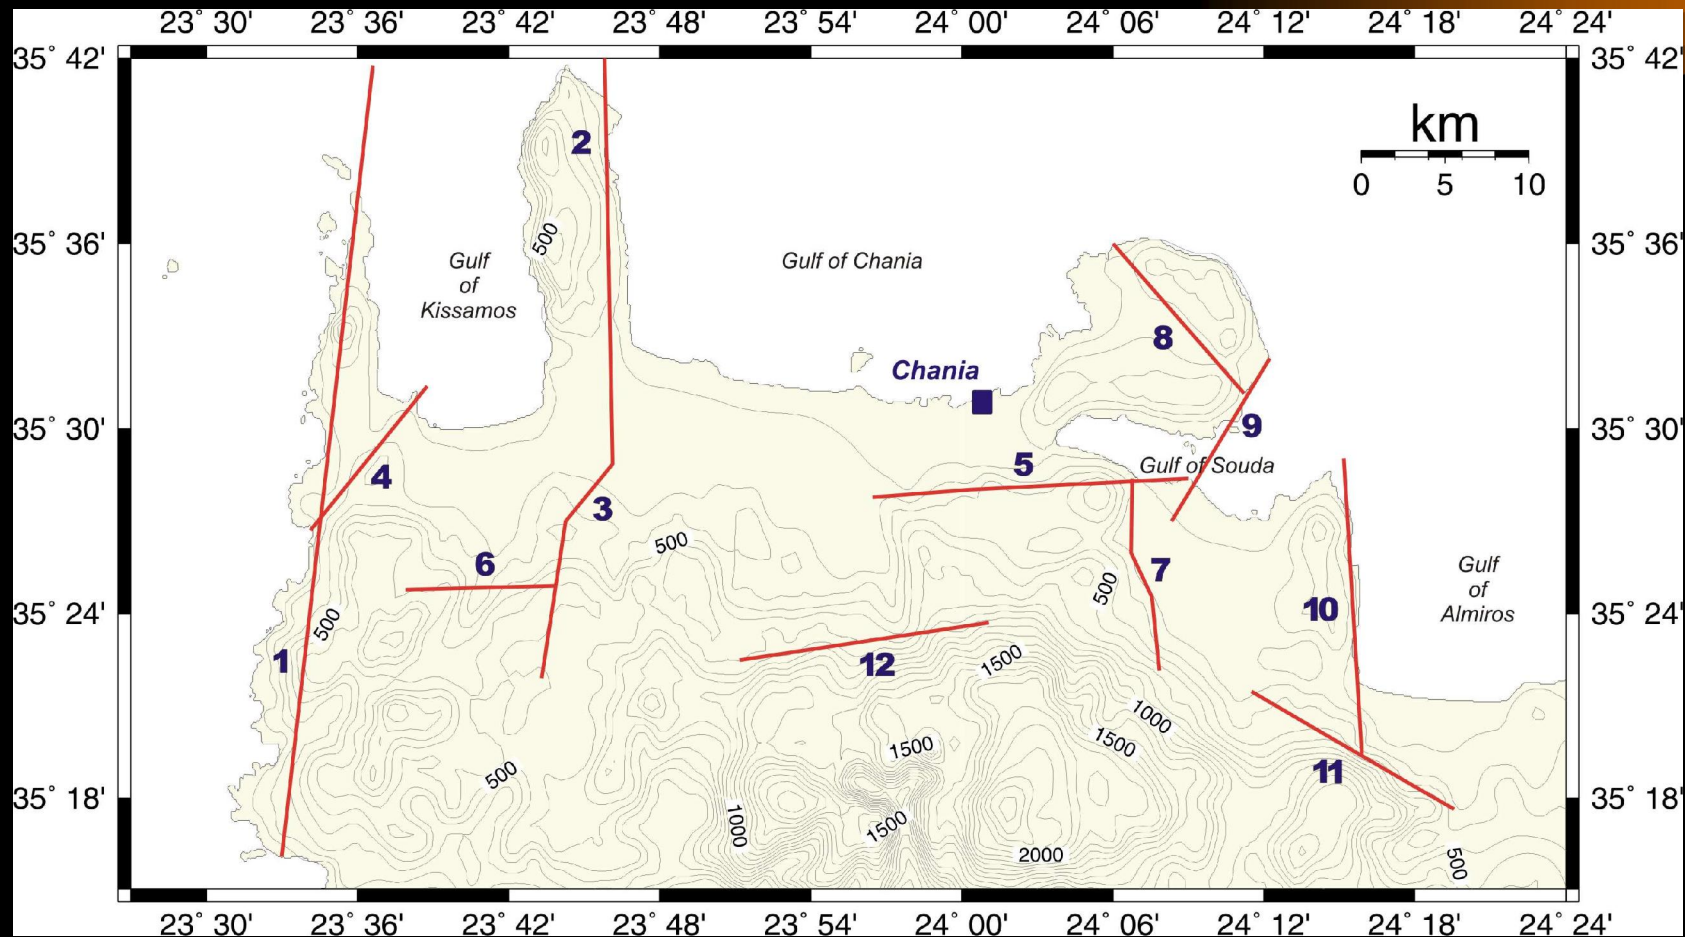 23° 30' 23° 36' 23° 42' 23° 48' 23° 54' 24° 00' 24° 06' 24° 12' 24° 18' 24° 24'
35° 42' 35° 42'
km
0 5 10
2
35° 36' 500 35° 36'
Gulf
of
Kissamos
Gulf of Chania
8
Chania
35° 30' 9 35° 30'
4 5 Gulf of Souda
3
500
6 500 7
Gulf
of
Almiros
35° 24' 500 10 35° 24'
1 12 1500
1000
1500 1500
500 11
35° 18' 35° 18'
1000 1500
2000 500
23° 30' 23° 36' 23° 42' 23° 48' 23° 54' 24° 00' 24° 06' 24° 12' 24° 18' 24° 24'